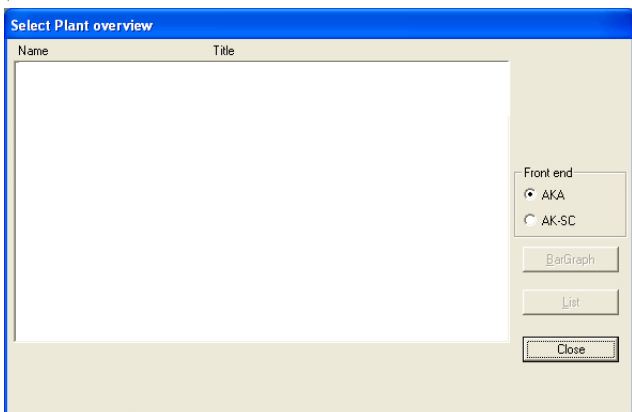 Select Plant overview
Name Title
Front end
AKA
AK-SC
BarGraph
List
Close